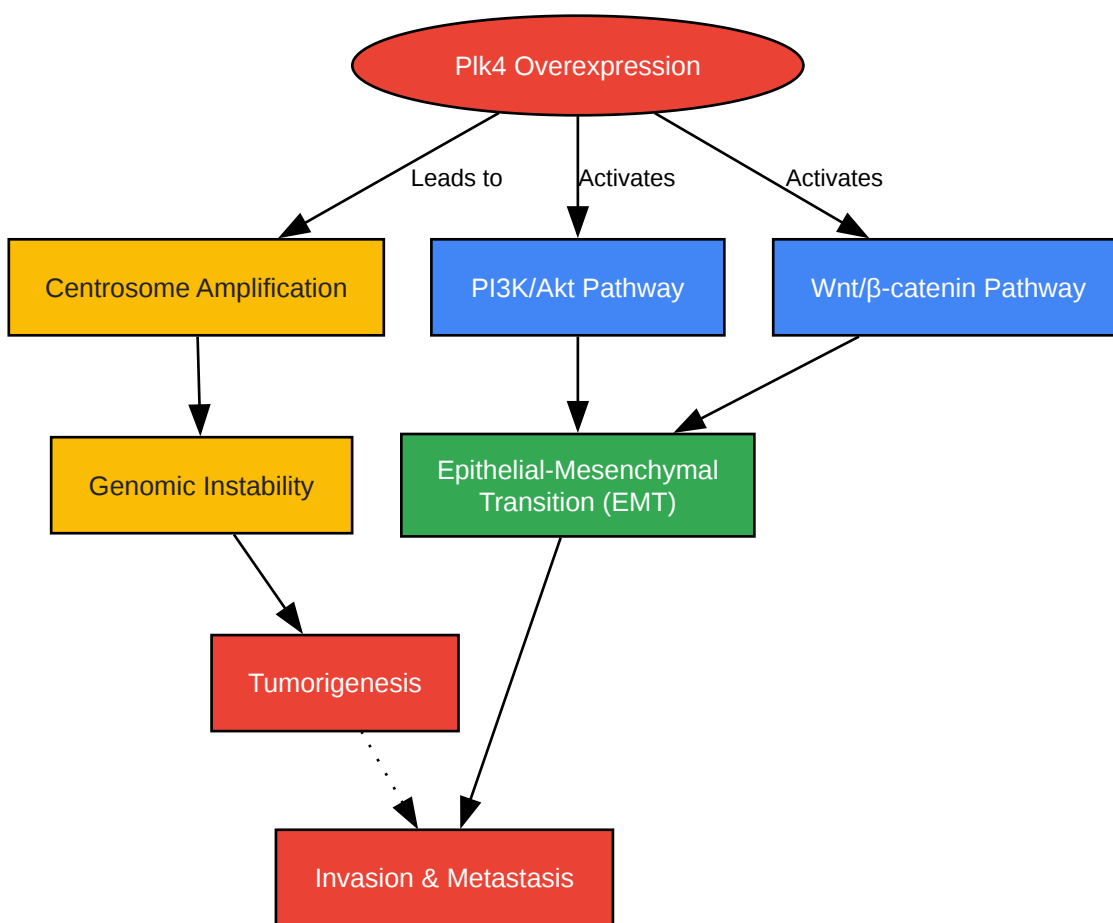 Plk4 Overexpression
Leads to
Activates
Activates
Centrosome Amplification
PI3K/Akt Pathway
Wnt/β-catenin Pathway
Genomic Instability
Epithelial-Mesenchymal
Transition (EMT)
Tumorigenesis
Invasion & Metastasis